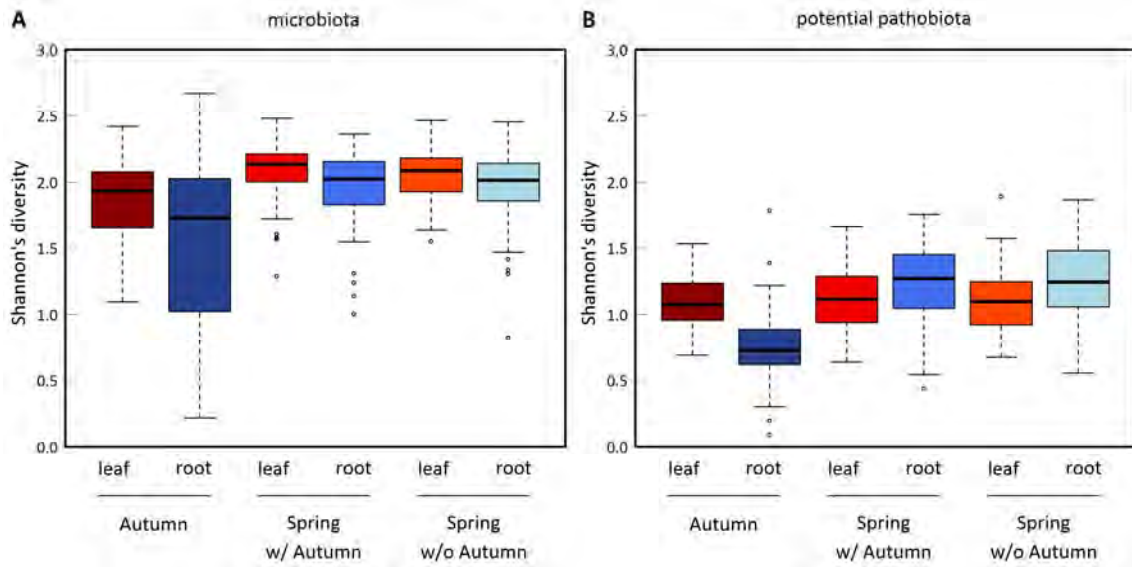 A
microbiota
Shannon's diversity
3.0
2.5
2.0
1.5
1.0
0.5
0.0
leaf root leaf root leaf root
Autumn Spring Spring
w/ Autumn w/o Autumn
B
potential pathobiota
Shannon's diversity
3.0
2.5
2.0
1.5
1.0
0.5
0.0
leaf root leaf root leaf root
Autumn Spring Spring
w/ Autumn w/o Autumn